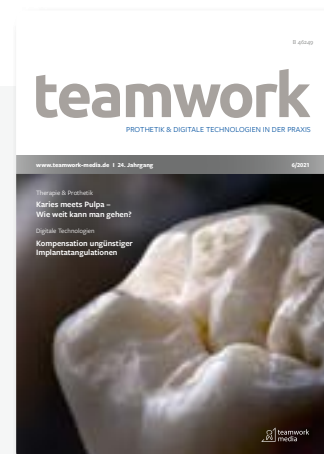 teamwork
PROTHETIK & DIGITALE TECHNOLOGIEN IN DER PRAXIS
www.teamwork-media.de I 24. Jahrgang 6/2021
Therapie & Prothetik
Karies meets Pulpa –
Wie weit kann man gehen?
Digitale Technologien
Kompensation ungünstiger
Implantatangulationen
teamwork
media